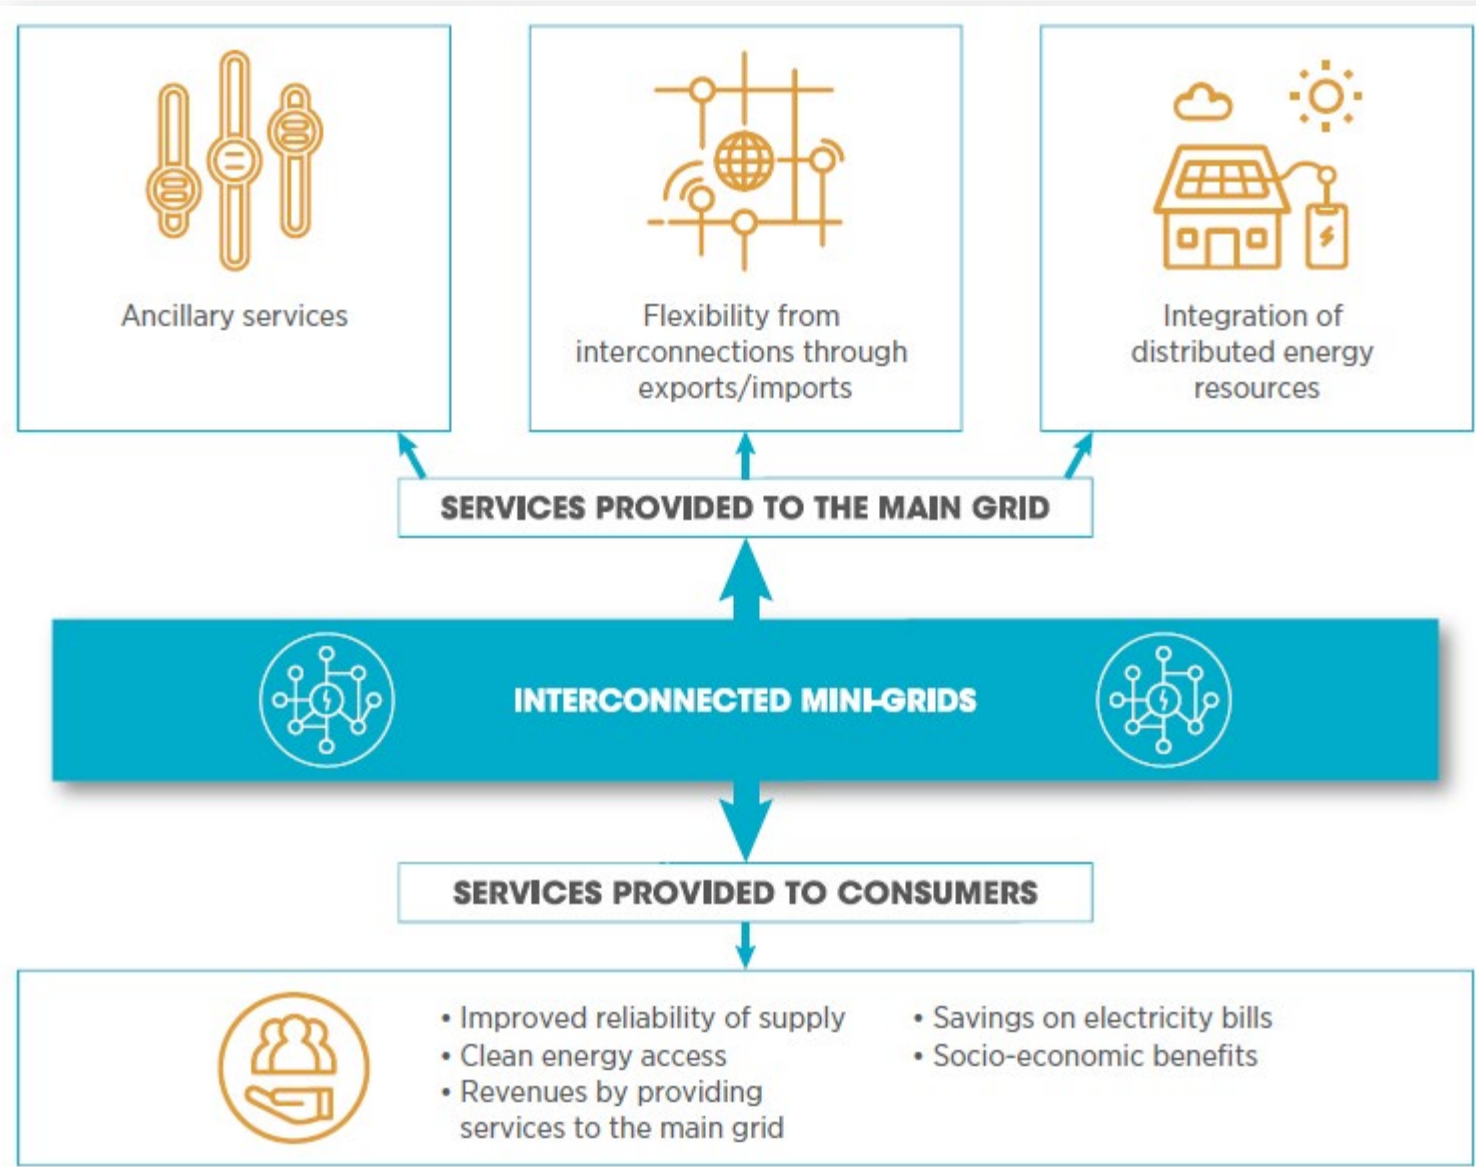 Ancillary services
Flexibility from
interconnections through
exports/imports
Integration of
distributed energy
resources
SERVICES PROVIDED TO THE MAIN GRID
INTERCONNECTED MINI-GRIDS
SERVICES PROVIDED TO CONSUMERS
• Improved reliability of supply
• Clean energy access
• Revenues by providing
services to the main grid
• Savings on electricity bills
• Socio-economic benefits